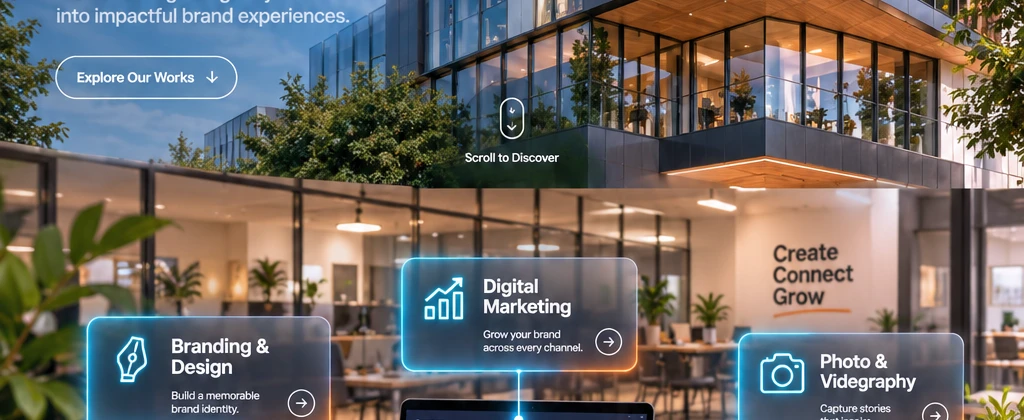 into impactful brand experiences.
Explore Our Works
Scroll to Discover
Create
Connect
Grow
Digital
Marketing
Grow your brand
across every channel.
Branding &
Design
Build a memorable
brand identity.
Photo &
Videography
Capture stories